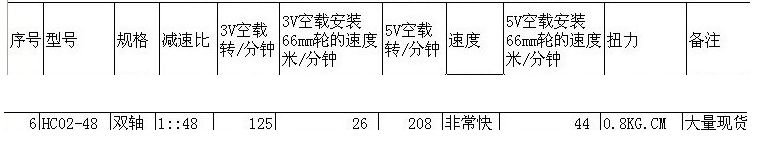 序号 型号 规格 减速比 3V空载转/分钟 3V空载安装66mm轮的速度米/分钟 5V空载转/分钟 速度 5V空载安装66mm轮的速度米/分钟 扭力 备注
6 HC02-48 双轴 1::48 125 26 208 非常快 44 0.8KG.CM 大量现货